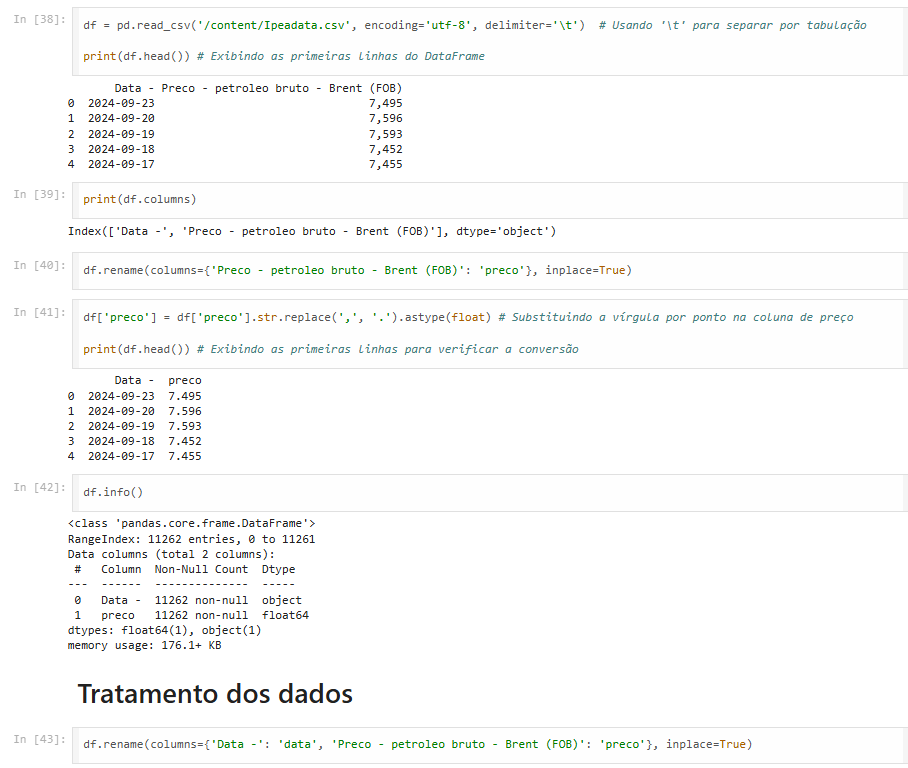 In [38]: df = pd.read_csv('/content/Ipeadata.csv', encoding='utf-8', delimiter='\t')  # Usando '\t' para separar por tabulação
print(df.head()) # Exibindo as primeiras linhas do DataFrame
Data - Preco - petroleo bruto - Brent (FOB)
0  2024-09-23                                7,495
1  2024-09-20                                7,596
2  2024-09-19                                7,593
3  2024-09-18                                7,452
4  2024-09-17                                7,455
In [39]: print(df.columns)
Index(['Data -', 'Preco - petroleo bruto - Brent (FOB)'], dtype='object')
In [40]: df.rename(columns={'Preco - petroleo bruto - Brent (FOB)': 'preco'}, inplace=True)
In [41]: df['preco'] = df['preco'].str.replace(',', '.').astype(float) # Substituindo a vírgula por ponto na coluna de preço
print(df.head()) # Exibindo as primeiras linhas para verificar a conversão
Data -  preco
0  2024-09-23  7.495
1  2024-09-20  7.596
2  2024-09-19  7.593
3  2024-09-18  7.452
4  2024-09-17  7.455
In [42]: df.info()
<class 'pandas.core.frame.DataFrame'>
RangeIndex: 11262 entries, 0 to 11261
Data columns (total 2 columns):
#   Column  Non-Null Count  Dtype
---  ------  --------------  -----
0   Data -  11262 non-null  object
1   preco   11262 non-null  float64
dtypes: float64(1), object(1)
memory usage: 176.1+ KB
Tratamento dos dados
In [43]: df.rename(columns={'Data -': 'data', 'Preco - petroleo bruto - Brent (FOB)': 'preco'}, inplace=True)